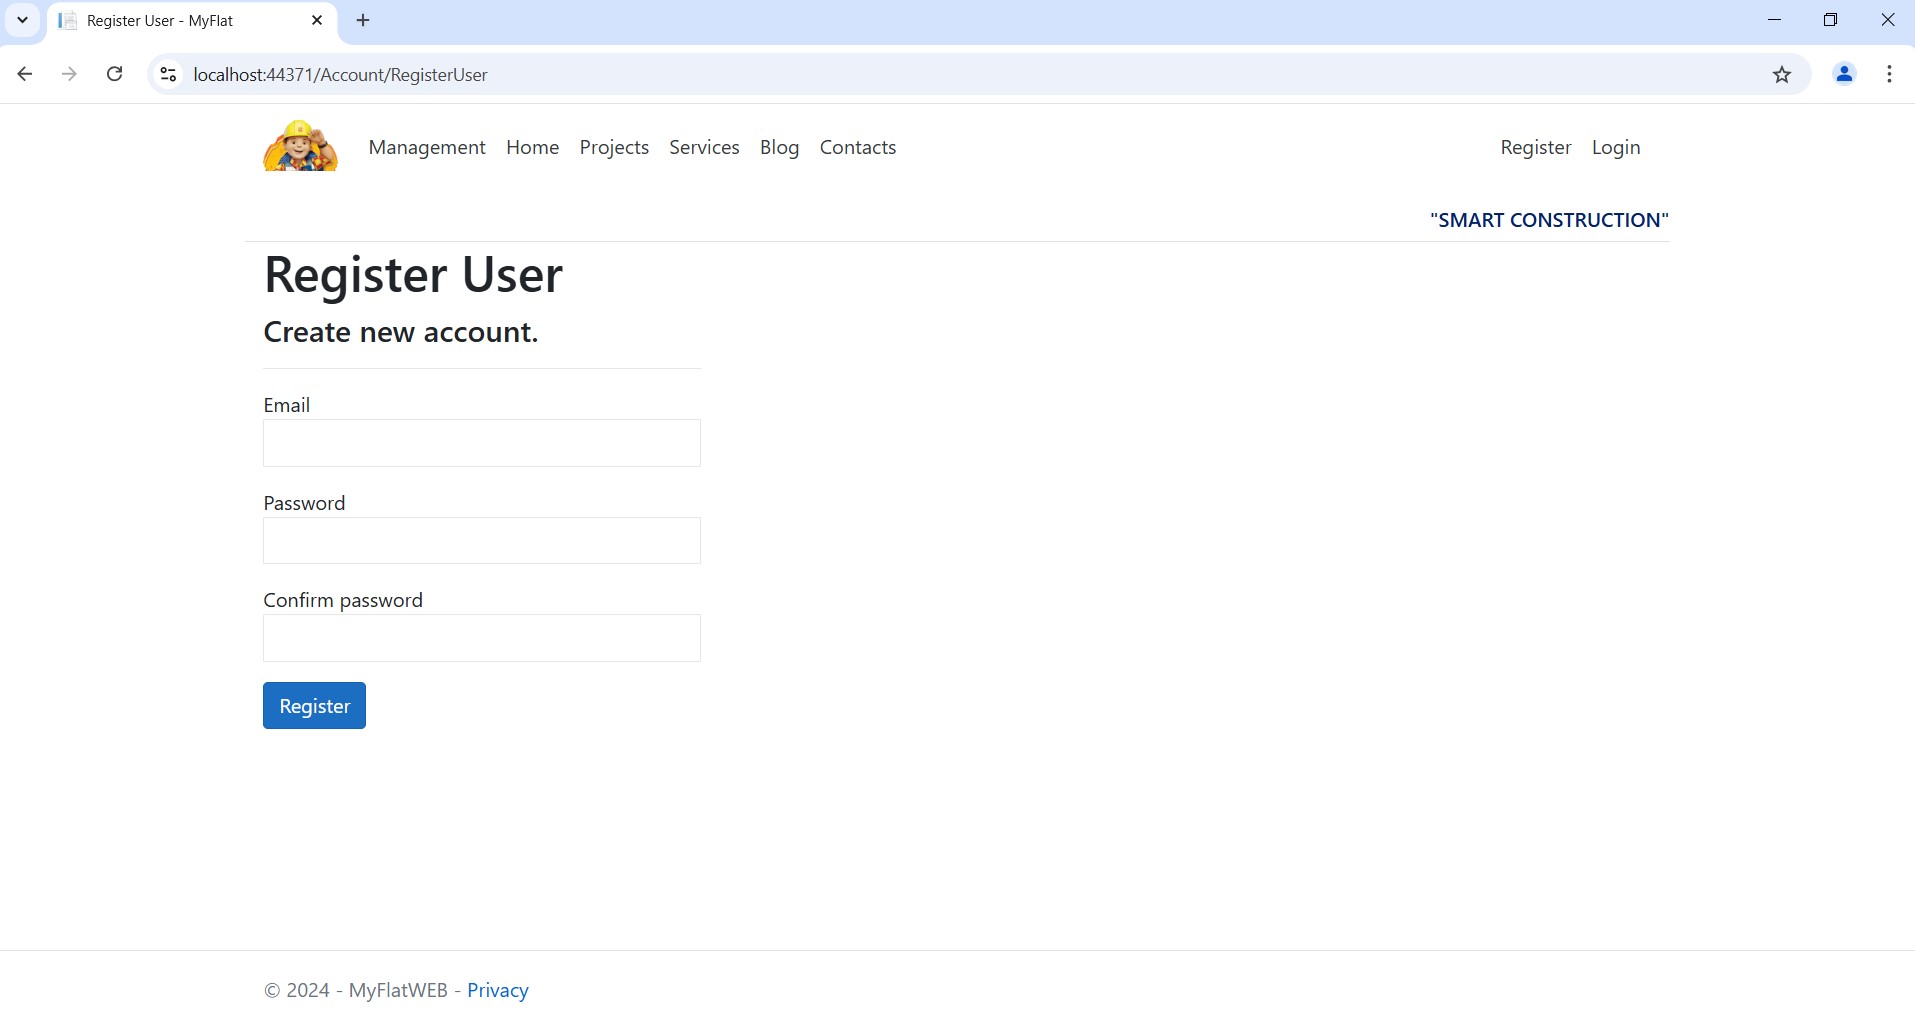 Register User - MyFlat
localhost:44371/Account/RegisterUser
Management Home Projects Services Blog Contacts Register Login
"SMART CONSTRUCTION"
Register User
Create new account.
Email
Password
Confirm password
Register
© 2024 - MyFlatWEB - Privacy